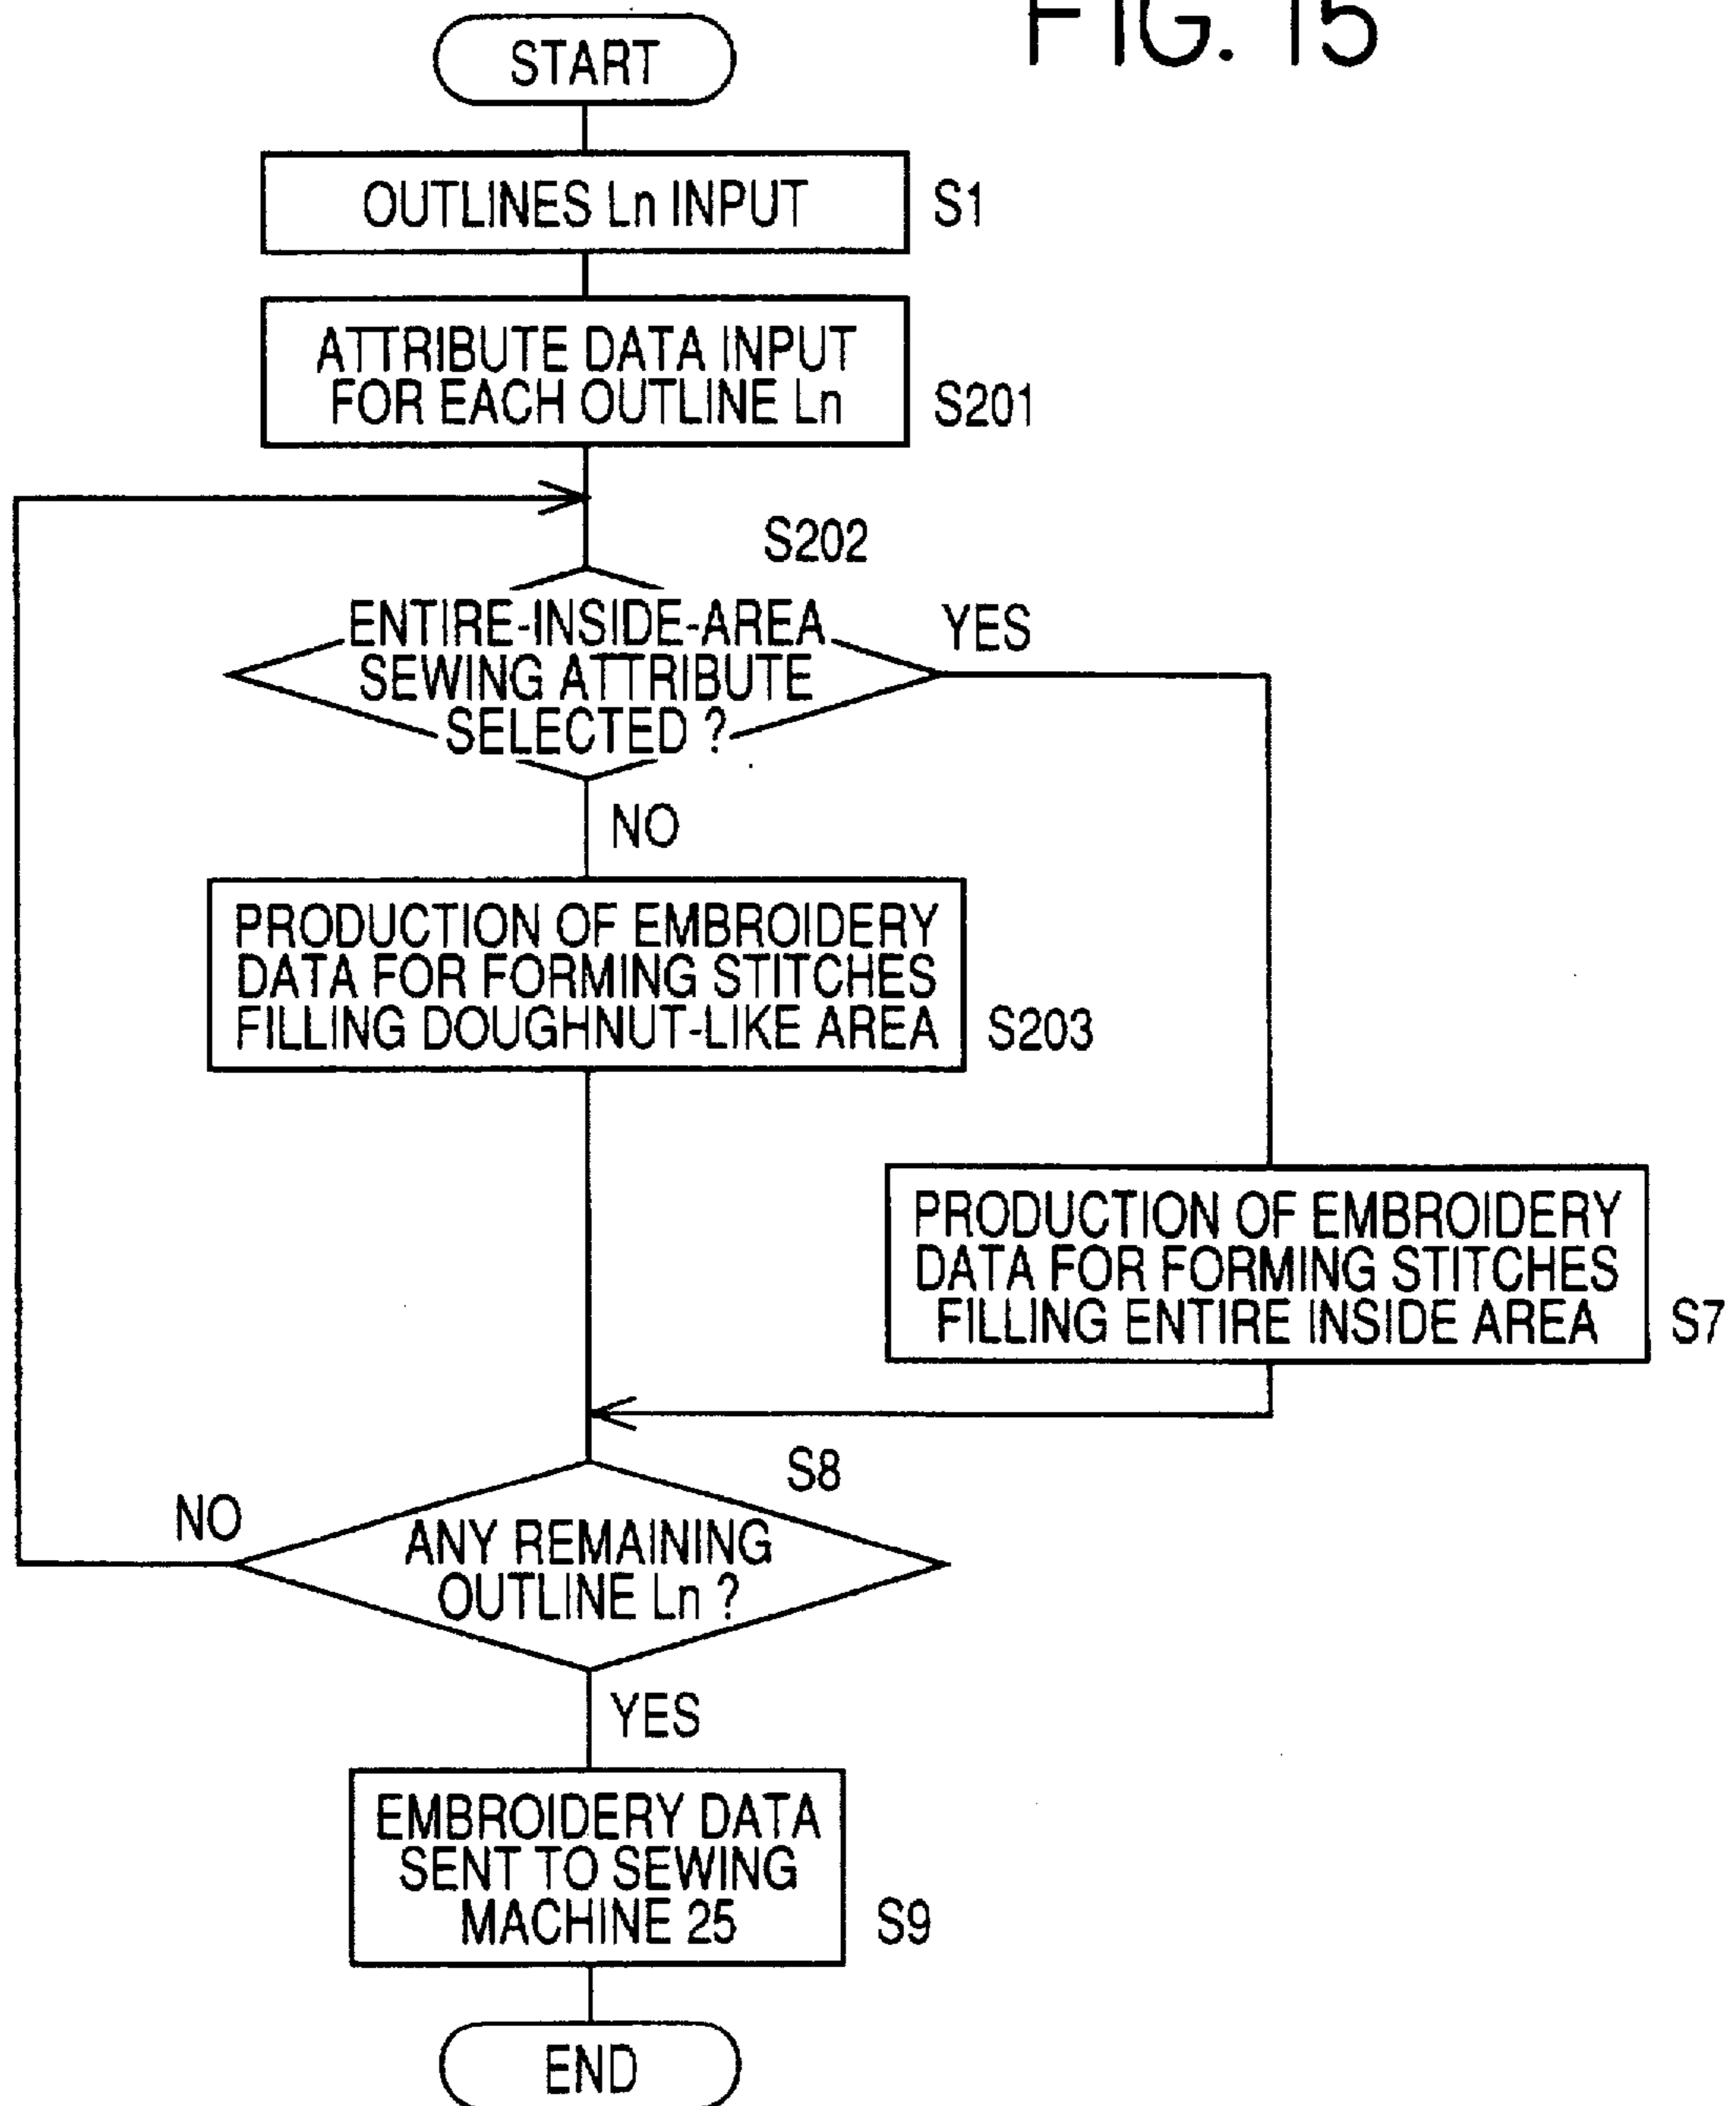 FIG. 15
START
OUTLINES Ln INPUT
S1
ATTRIBUTE DATA INPUT
FOR EACH OUTLINE Ln
S201
S202
ENTIRE-INSIDE-AREA
SEWING ATTRIBUTE
SELECTED ?
YES
NO
PRODUCTION OF EMBROIDERY
DATA FOR FORMING STITCHES
FILLING DOUGHNUT-LIKE AREA
S203
PRODUCTION OF EMBROIDERY
DATA FOR FORMING STITCHES
FILLING ENTIRE INSIDE AREA
S7
S8
NO
ANY REMAINING
OUTLINE Ln ?
YES
EMBROIDERY DATA
SENT TO SEWING
MACHINE 25
S9
END